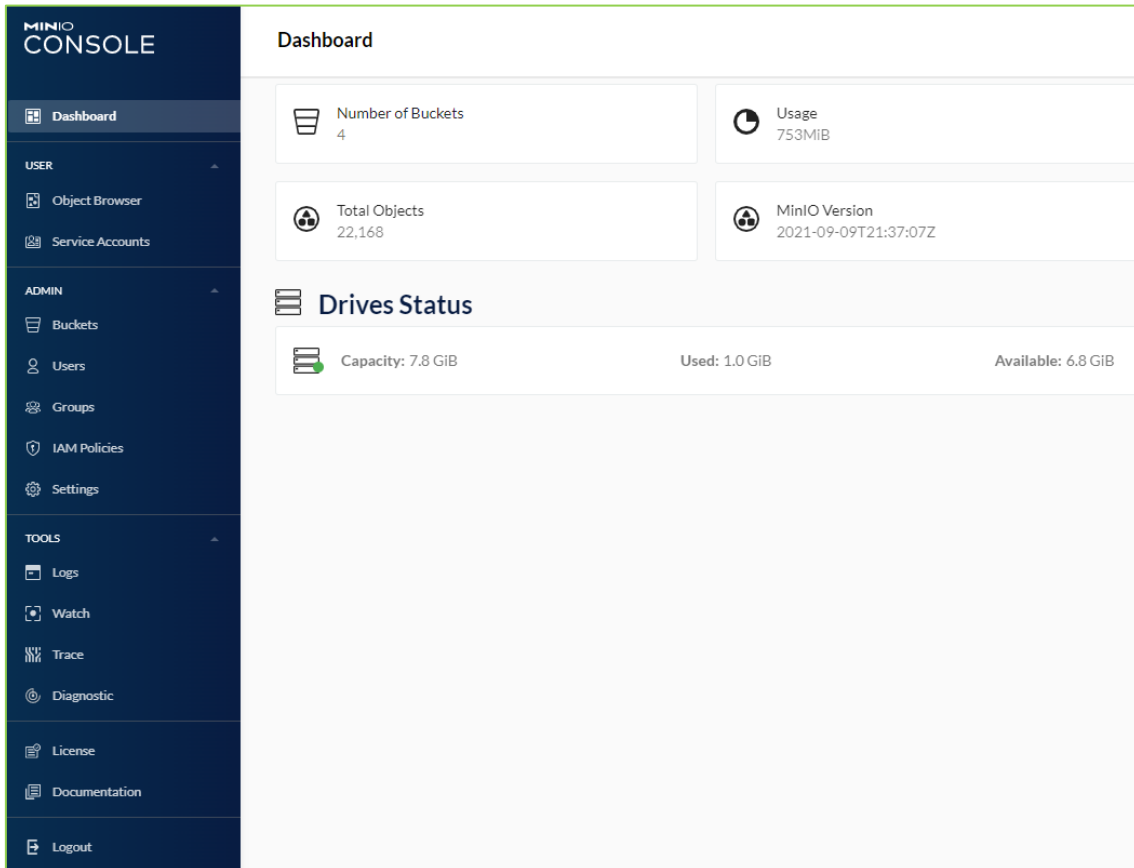 MINIO
CONSOLE
Dashboard
USER
Object Browser
Service Accounts
ADMIN
Buckets
Users
Groups
IAM Policies
Settings
TOOLS
Logs
Watch
Trace
Diagnostic
License
Documentation
Logout
Dashboard
Number of Buckets
4
Usage
753MiB
Total Objects
22,168
MinIO Version
2021-09-09T21:37:07Z
Drives Status
Capacity: 7.8 GiB Used: 1.0 GiB Available: 6.8 GiB